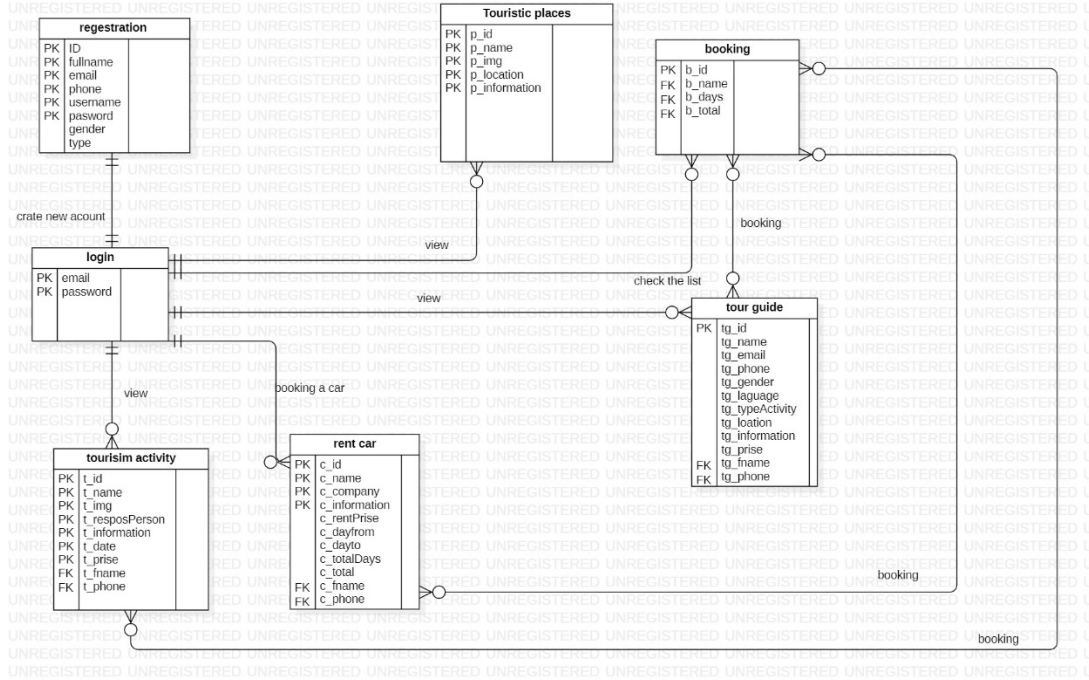 regestration
PK ID
PK fullname
PK email
PK phone
PK username
PK pasword
gender
type
Touristic places
PK p_id
PK p_name
PK p_img
PK p_location
PK p_information
booking
PK b_id
FK b_name
FK b_days
FK b_total
crate new acount
view
booking
check the list
login
PK email
PK password
view
tour guide
PK tg_id
tg_name
tg_email
tg_phone
tg_gender
tg_laguage
tg_typeActivity
tg_loation
tg_information
tg_prise
FK tg_fname
FK tg_phone
view
booking a car
tourisim activity
PK t_id
PK t_name
PK t_img
PK t_resposPerson
PK t_information
PK t_date
PK t_prise
FK t_fname
FK t_phone
rent car
PK c_id
PK c_name
PK c_company
PK c_information
c_rentPrise
c_dayfrom
c_dayto
c_totalDays
c_total
FK c_fname
FK c_phone
booking
booking
UNREGISTERED